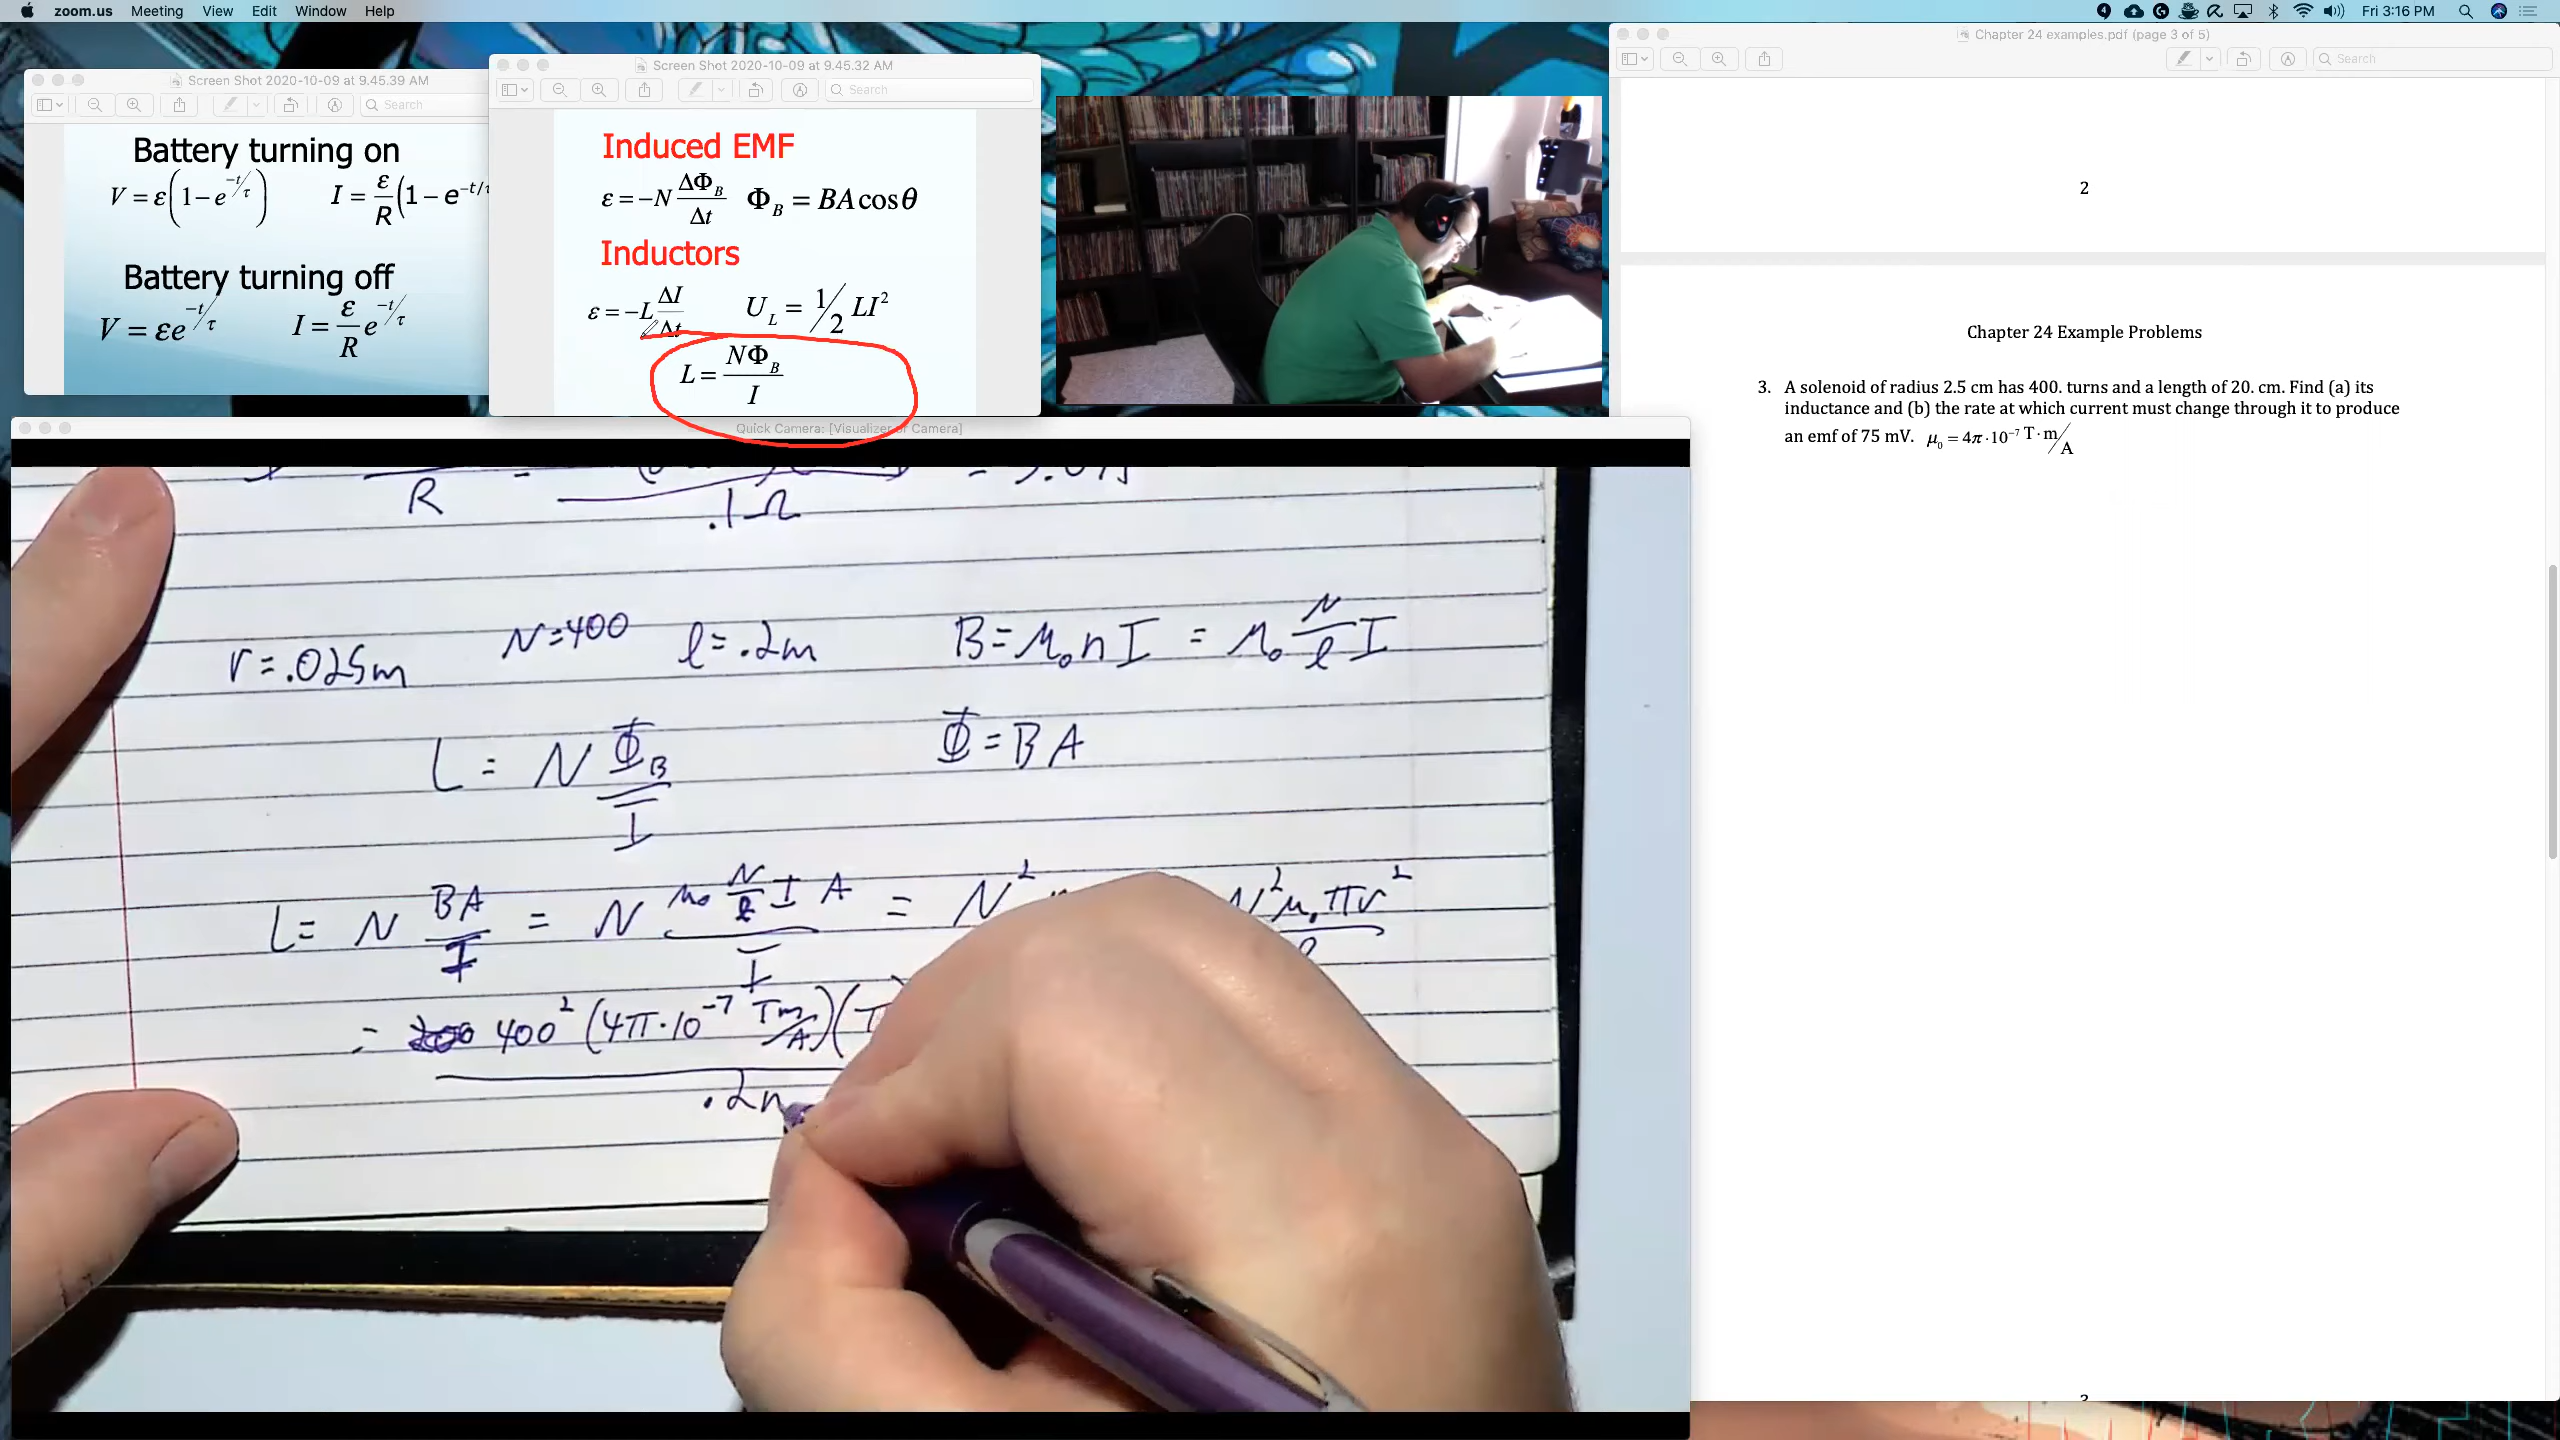 zoom.us Meeting View Edit Window Help
Fri 3:16 PM
Screen Shot 2020-10-09 at 9.45.39 AM
Search
Battery turning on
V = ε(1 − e^{−t/τ}) I = ε/R (1 − e^{−t/τ}
Battery turning off
V = εe^{−t/τ} I = ε/R e^{−t/τ}
Screen Shot 2020-10-09 at 9.45.32 AM
Search
Induced EMF
ε = −N ΔΦ_B/Δt Φ_B = BA cos θ
Inductors
ε = −L ΔI/Δt U_L = 1/2 LI²
L = NΦ_B/I
Chapter 24 examples.pdf (page 3 of 5)
Search
2
Chapter 24 Example Problems
3. A solenoid of radius 2.5 cm has 400. turns and a length of 20. cm. Find (a) its
inductance and (b) the rate at which current must change through it to produce
an emf of 75 mV. μ₀ = 4π·10⁻⁷ T·m/A
Quick Camera: [Visualizer of Camera]
R .1Ω
r=.025m N=400 l=.2m B=μ₀nI = μ₀ N/l I
L = N Φ_B/I Φ=BA
L= N BA/I = N μ₀ N/l I A/I = N² N²μ₀πr²/l
= 400² (4π·10⁻⁷ Tm/A)(
.2m